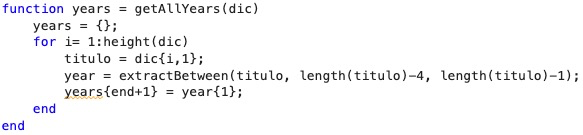 function years = getAllYears(dic)
    years = {};
    for i= 1:height(dic)
        titulo = dic{i,1};
        year = extractBetween(titulo, length(titulo)-4, length(titulo)-1);
        years{end+1} = year{1};
    end
end